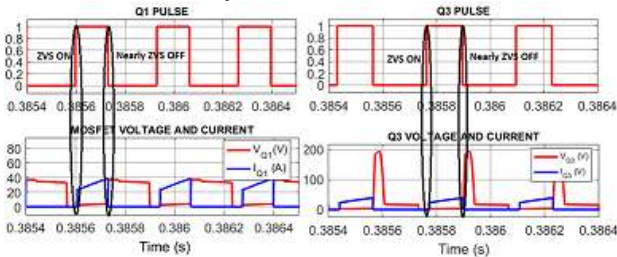 Q1 PULSE
1
0.8
0.6
0.4
0.2
0
ZVS ON
Nearly ZVS OFF
0.3854 0.3856 0.3858 0.386 0.3862 0.3864
MOSFET VOLTAGE AND CURRENT
80
60
40
20
0
V Q1 (V)
I Q1 (A)
0.3854 0.3856 0.3858 0.386 0.3862 0.3864
Time (s)
Q3 PULSE
1
0.8
0.6
0.4
0.2
0
ZVS ON
Nearly ZVS OFF
0.3854 0.3856 0.3858 0.386 0.3862 0.3864
Q3 VOLTAGE AND CURRENT
200
100
0
(V)
(V)
0.3854 0.3856 0.3858 0.386 0.3862 0.3864
Time (s)